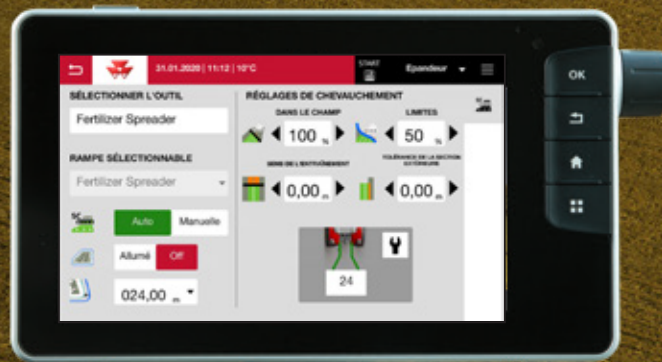 31.01.2020 | 11:12 | 10°C
START
Epandeur
SÉLECTIONNER L'OUTIL
Fertilizer Spreader
RAMPE SÉLECTIONNABLE
Fertilizer Spreader
SC
Auto
Manuelle
Allumé
Off
024,00 m
RÉGLAGES DE CHEVAUCHEMENT
DANS LE CHAMP
100 %
LIMITES
50 %
SENS DE L'ENTRAÎNEMENT
0,00 m
TOLÉRANCE DE LA SECTION
EXTÉRIEURE
0,00 m
24
SC
OK